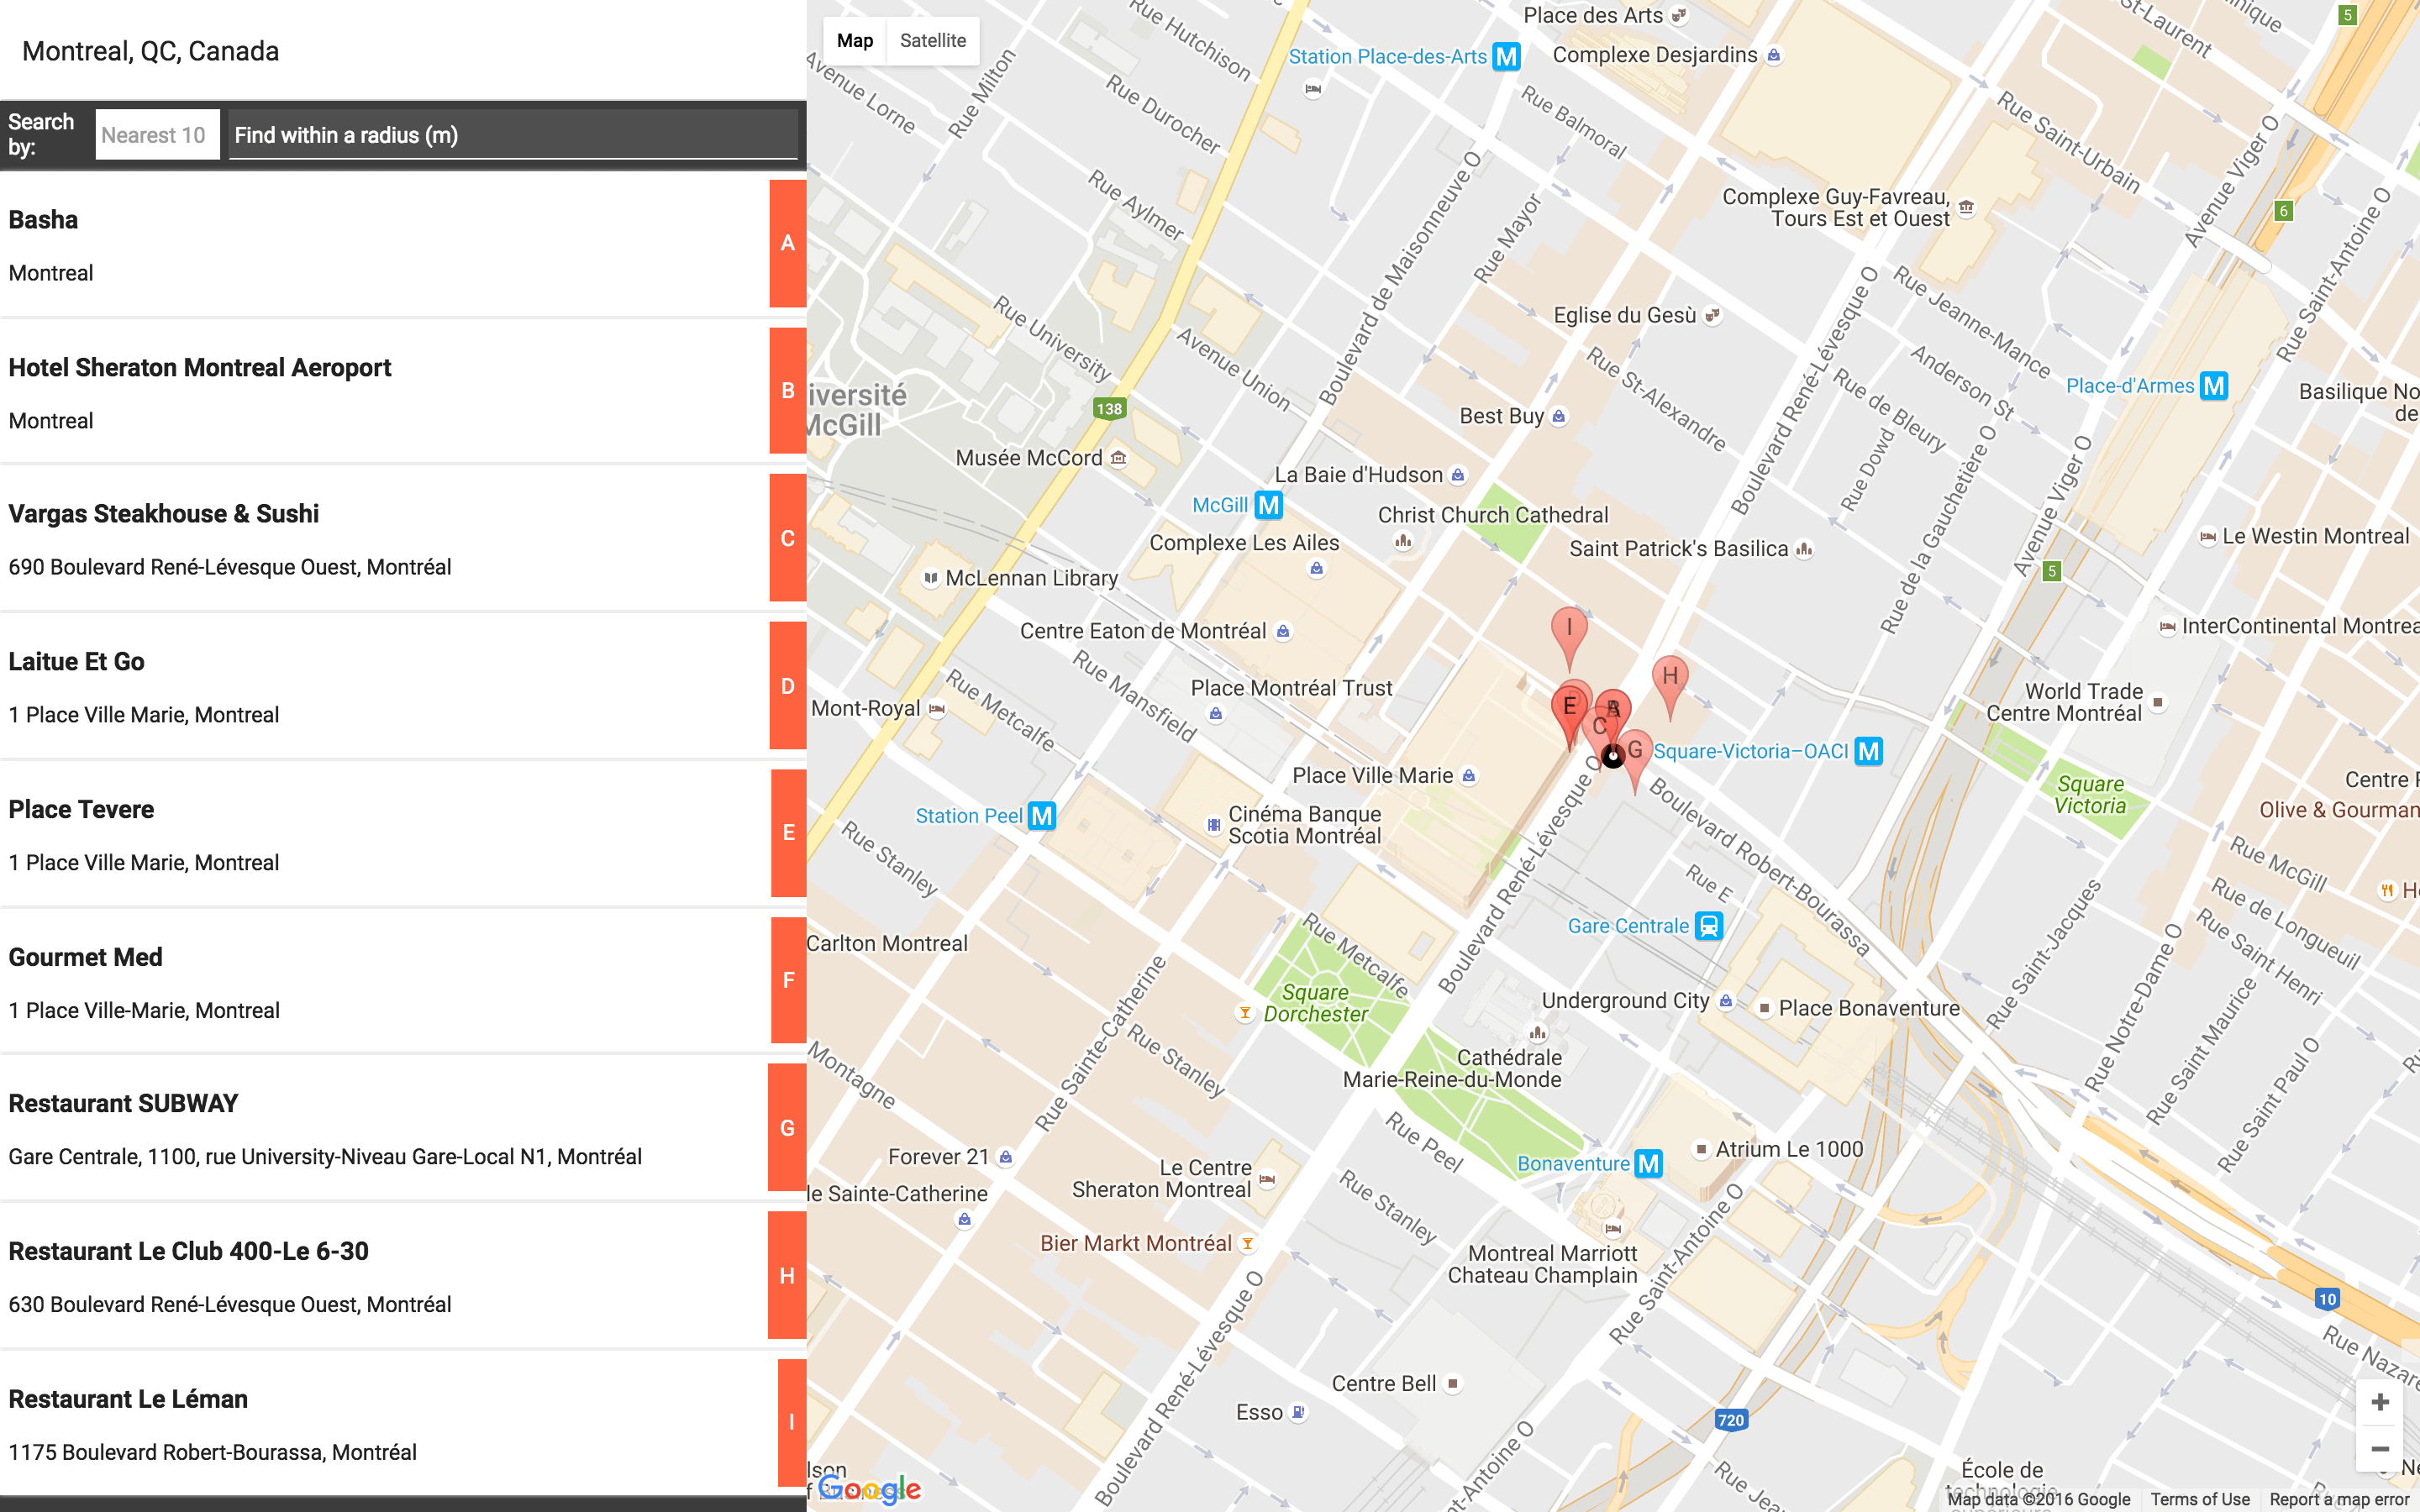 Montreal, QC, Canada
Search
by:
Nearest 10
Find within a radius (m)
Basha
Montreal
A
Hotel Sheraton Montreal Aeroport
Montreal
B
Vargas Steakhouse & Sushi
690 Boulevard René-Lévesque Ouest, Montréal
C
Laitue Et Go
1 Place Ville Marie, Montreal
D
Place Tevere
1 Place Ville Marie, Montreal
E
Gourmet Med
1 Place Ville-Marie, Montreal
F
Restaurant SUBWAY
Gare Centrale, 1100, rue University-Niveau Gare-Local N1, Montréal
G
Restaurant Le Club 400-Le 6-30
630 Boulevard René-Lévesque Ouest, Montréal
H
Restaurant Le Léman
1175 Boulevard Robert-Bourassa, Montréal
I
Map
Satellite
Place des Arts
Station Place-des-Arts M
Complexe Desjardins
St-Laurent
5
Rue Hutchison
Avenue Lorne
Rue Milton
Rue Durocher
Rue Balmoral
Rue Saint-Urbain
Avenue Viger O
6
Rue Aylmer
Boulevard de Maisonneuve O
Rue Mayor
Complexe Guy-Favreau,
Tours Est et Ouest
Rue Saint-Antoine O
Rue University
Avenue Union
Eglise du Gesù
Boulevard René-Lévesque O
Rue Jeanne-Mance
Rue St-Alexandre
Anderson St
Rue de Bleury
Place-d'Armes M
Basilique No
de
iversité
McGill
138
Best Buy
Rue Dowd
Rue de la Gauchetière O
Avenue Viger O
Musée McCord
La Baie d'Hudson
McGill M
Christ Church Cathedral
Complexe Les Ailes
Saint Patrick's Basilica
Le Westin Montreal
5
McLennan Library
Centre Eaton de Montréal
I
InterContinental Montrea
Rue Mansfield
Rue Metcalfe
Place Montréal Trust
H
World Trade
Centre Montréal
Mont-Royal
E
C
G
Square-Victoria–OACI M
Place Ville Marie
Boulevard René-Lévesque O
Boulevard Robert-Bourassa
Square
Victoria
Olive & Gourman
Station Peel M
Cinéma Banque
Scotia Montréal
Rue Stanley
Rue E
Rue McGill
Rue de Longueuil
Rue Saint Henri
Rue Saint-Jacques
Gare Centrale
Carlton Montreal
Rue Metcalfe
Rue Sainte-Catherine
Square
Dorchester
Underground City
Place Bonaventure
Rue Notre-Dame O
Rue Saint Maurice
Rue Saint Paul O
Montagne
Rue Stanley
Cathédrale
Marie-Reine-du-Monde
Rue Peel
Forever 21
Le Centre
Sheraton Montreal
Bonaventure M
Atrium Le 1000
le Sainte-Catherine
Rue Stanley
Bier Markt Montréal
Montreal Marriott
Chateau Champlain
Rue Saint-Antoine O
Boulevard René-Lévesque O
10
Rue Nazare
Centre Bell
Esso
720
nt-Antoine O
Rue Je
École de
lson
Google
+
−
Map data ©2016 Google
Terms of Use
Report a map error